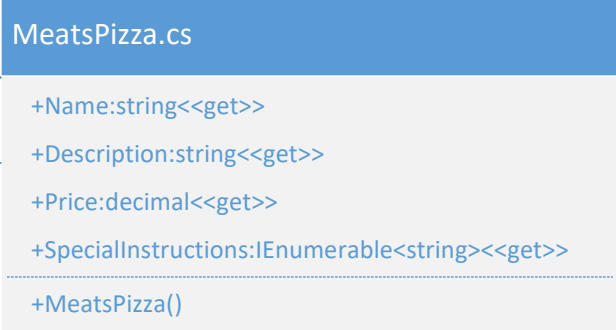 MeatsPizza.cs
+Name:string<<get>>
+Description:string<<get>>
+Price:decimal<<get>>
+SpecialInstructions:IEnumerable<string><<get>>
+MeatsPizza()